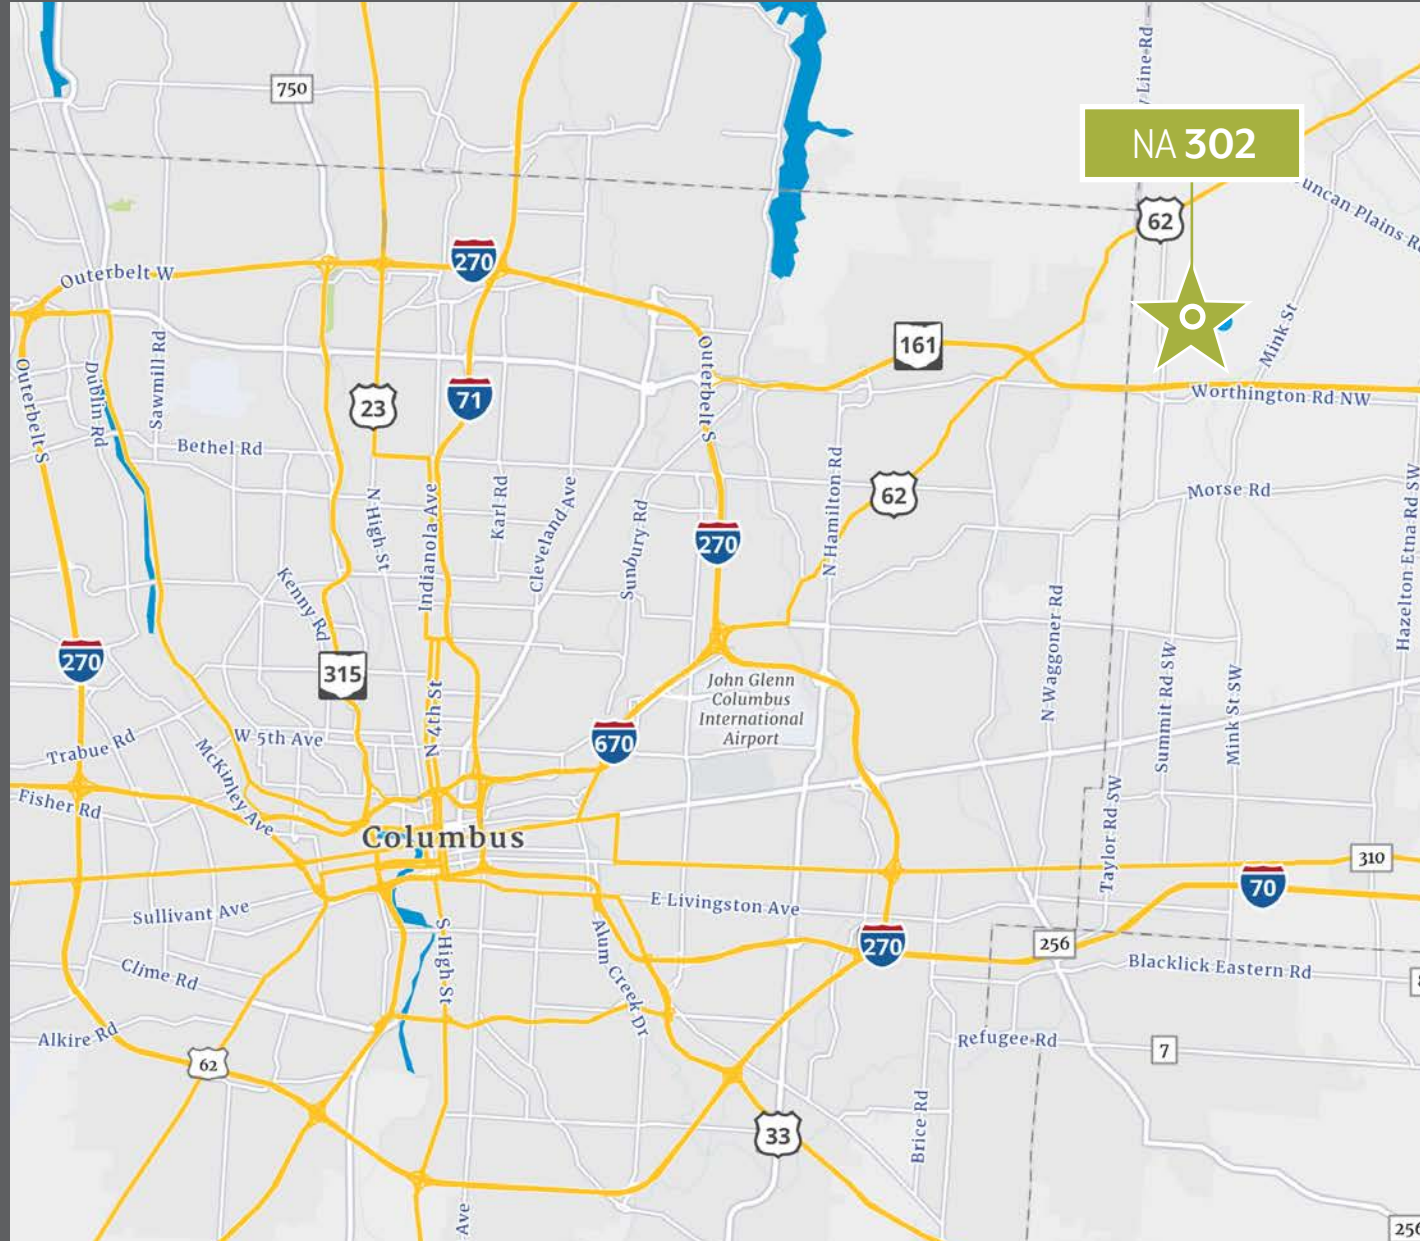 750
y Line Rd
NA 302
62
uncan Plains R
270
Outerbelt W
161
Mink St
Outerbelt S
Dublin Rd
Sawmill Rd
23
71
Outerbelt S
Worthington Rd NW
Bethel Rd
N High St
Indianola Ave
Karl Rd
Cleveland Ave
Sunbury Rd
N Hamilton Rd
62
Morse Rd
Hazelton Etna Rd SW
270
Kenny Rd
N Waggoner Rd
270
315
John Glenn
Columbus
International
Airport
Summit Rd SW
Mink St SW
N 4th St
W 5th Ave
670
Trabue Rd
McKinley Ave
Fisher Rd
Columbus
Taylor Rd SW
310
70
Sullivant Ave
E Livingston Ave
S High St
Alum Creek Dr
270
256
Blacklick Eastern Rd
Clime Rd
Alkire Rd
62
Refugee Rd
7
Brice Rd
33
Ave
256